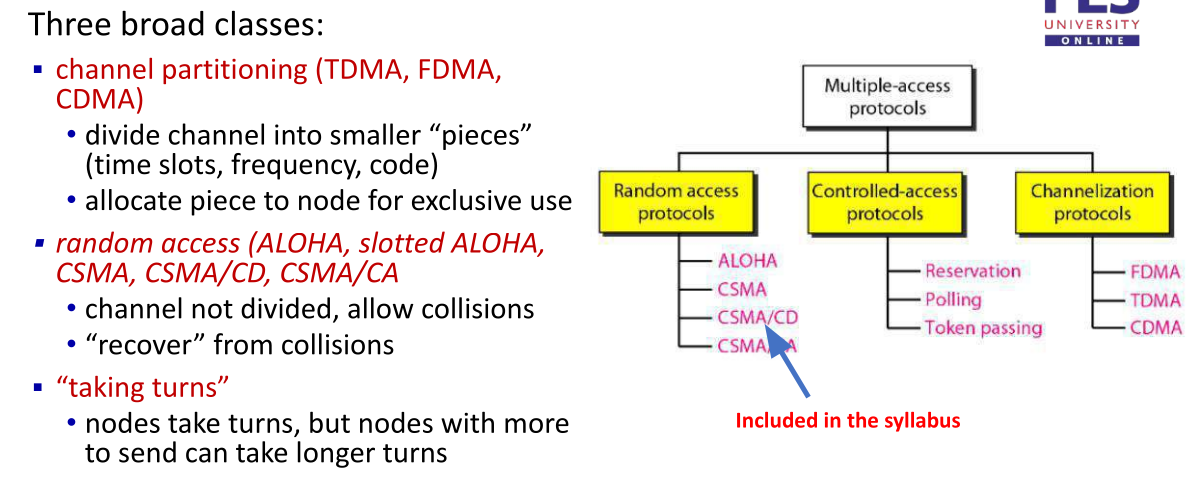 Three broad classes:
▪ channel partitioning (TDMA, FDMA,
CDMA)
• divide channel into smaller “pieces”
(time slots, frequency, code)
• allocate piece to node for exclusive use
▪ random access (ALOHA, slotted ALOHA,
CSMA, CSMA/CD, CSMA/CA
• channel not divided, allow collisions
• “recover” from collisions
▪ “taking turns”
• nodes take turns, but nodes with more
to send can take longer turns
UNIVERSITY
ONLINE
Multiple-access
protocols
Random access
protocols
Controlled-access
protocols
Channelization
protocols
ALOHA
CSMA
CSMA/CD
Reservation
Polling
Token passing
FDMA
TDMA
CDMA
Included in the syllabus